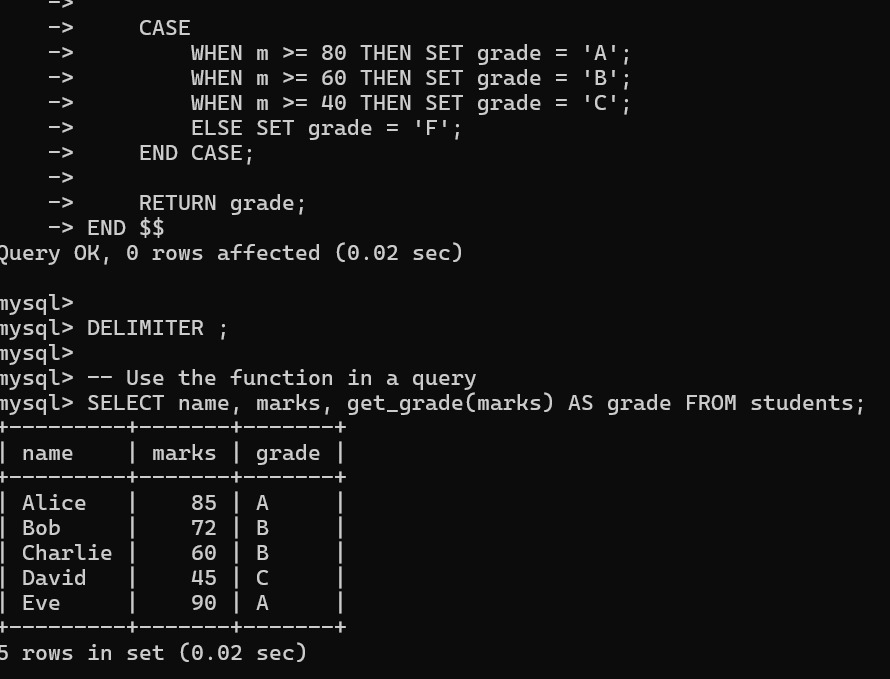 ->
->     CASE
->         WHEN m >= 80 THEN SET grade = 'A';
->         WHEN m >= 60 THEN SET grade = 'B';
->         WHEN m >= 40 THEN SET grade = 'C';
->         ELSE SET grade = 'F';
->     END CASE;
->
->     RETURN grade;
-> END $$
Query OK, 0 rows affected (0.02 sec)
mysql>
mysql> DELIMITER ;
mysql>
mysql> -- Use the function in a query
mysql> SELECT name, marks, get_grade(marks) AS grade FROM students;
+---------+-------+-------+
| name    | marks | grade |
+---------+-------+-------+
| Alice   |    85 | A     |
| Bob     |    72 | B     |
| Charlie |    60 | B     |
| David   |    45 | C     |
| Eve     |    90 | A     |
+---------+-------+-------+
5 rows in set (0.02 sec)